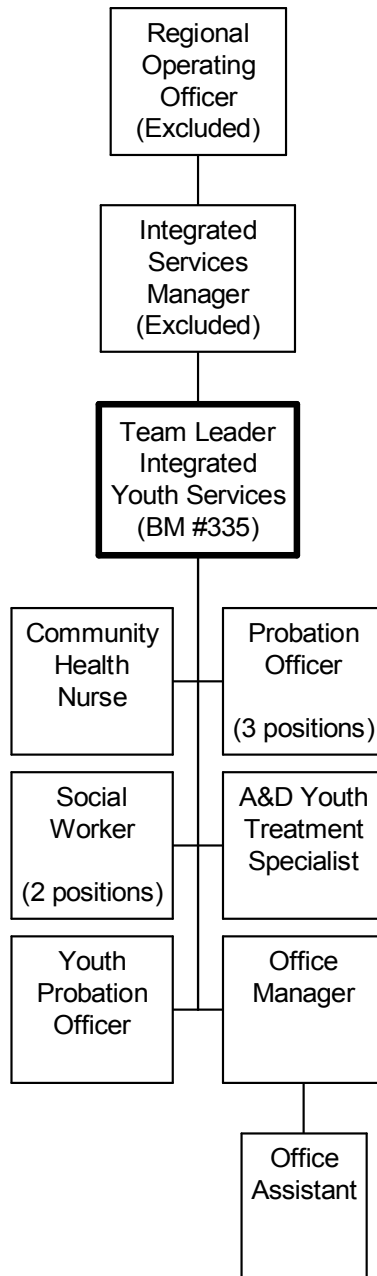 Regional
Operating
Officer
(Excluded)
Integrated
Services
Manager
(Excluded)
Team Leader
Integrated
Youth Services
(BM #335)
Community
Health
Nurse
Probation
Officer
(3 positions)
Social
Worker
(2 positions)
A&D Youth
Treatment
Specialist
Youth
Probation
Officer
Office
Manager
Office
Assistant